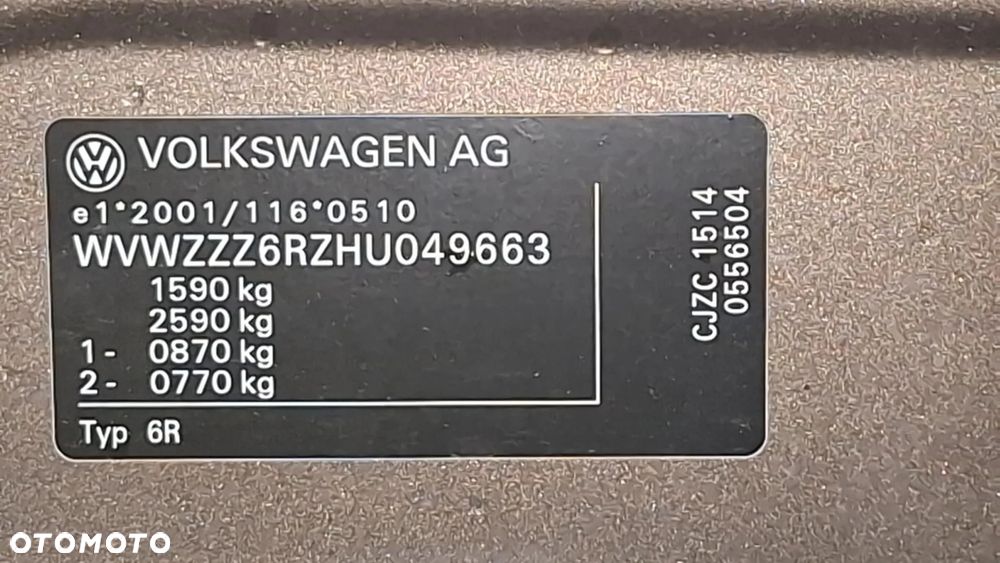 VOLKSWAGEN AG
e1*2001/116*0510
WVWZZZ6RZHU049663
1590 kg
2590 kg
1- 0870 kg
2- 0770 kg
Typ 6R
CJZC 1514
0556504
OTOMOTO